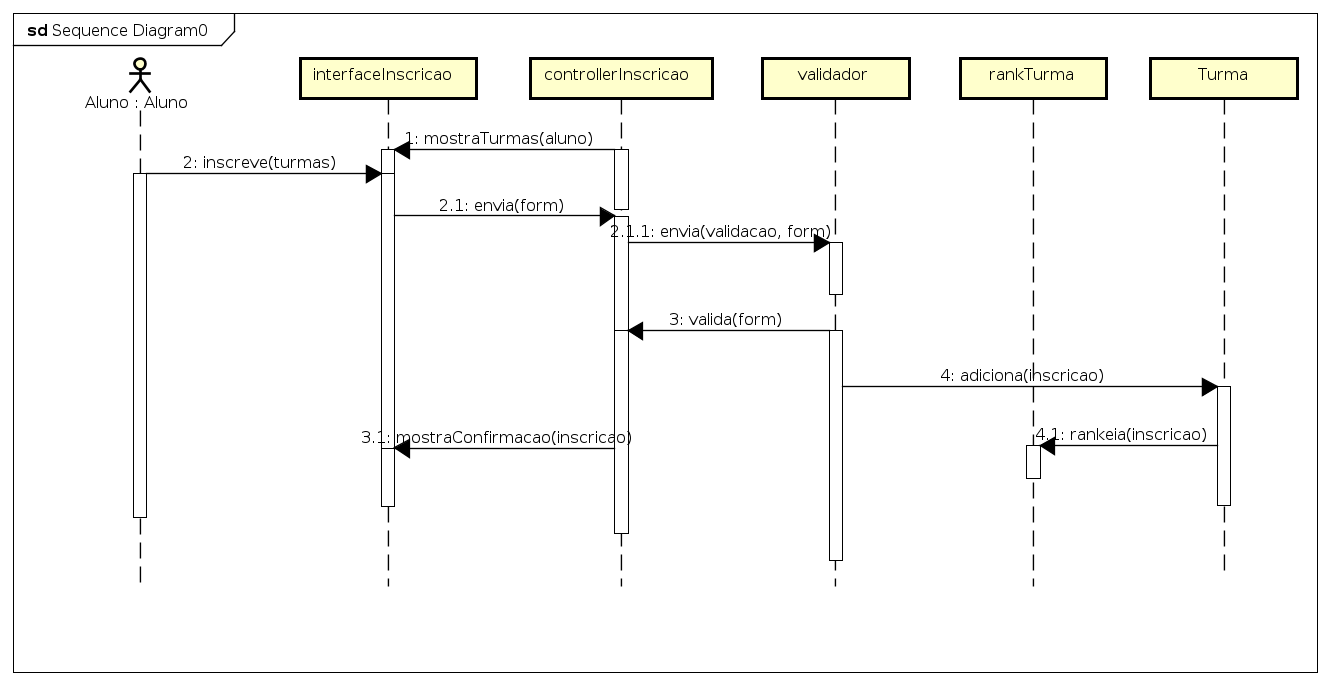 sd Sequence Diagram0
Aluno : Aluno
interfaceInscricao
controllerInscricao
validador
rankTurma
Turma
1: mostraTurmas(aluno)
2: inscreve(turmas)
2.1: envia(form)
2.1.1: envia(validacao, form)
3: valida(form)
4: adiciona(inscricao)
4.1: rankeia(inscricao)
3.1: mostraConfirmacao(inscricao)